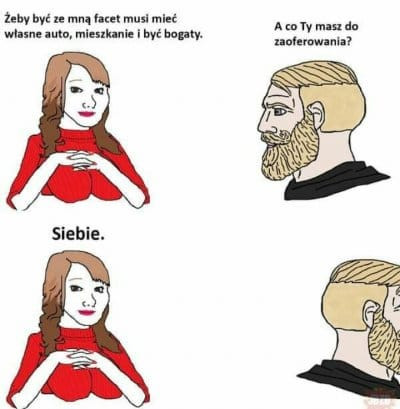 Żeby być ze mną facet musi mieć
własne auto, mieszkanie i być bogaty.
A co Ty masz do
zaoferowania?
Siebie.